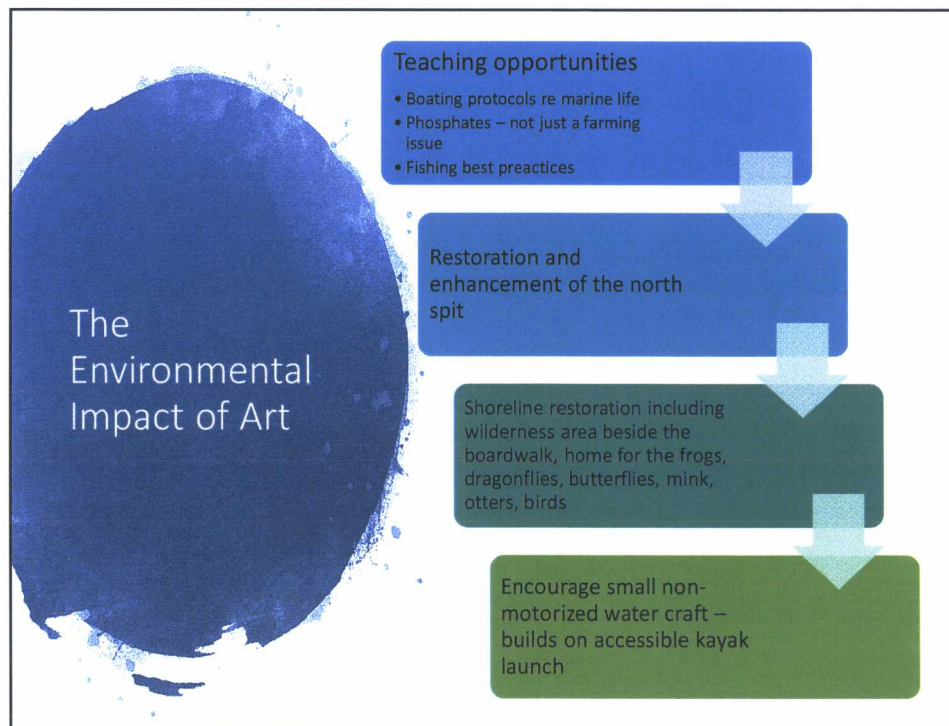 The
Environmental
Impact of Art
Teaching opportunities
• Boating protocols re marine life
• Phosphates – not just a farming
issue
• Fishing best preactices
Restoration and
enhancement of the north
spit
Shoreline restoration including
wilderness area beside the
boardwalk, home for the frogs,
dragonflies, butterflies, mink,
otters, birds
Encourage small non-
motorized water craft –
builds on accessible kayak
launch